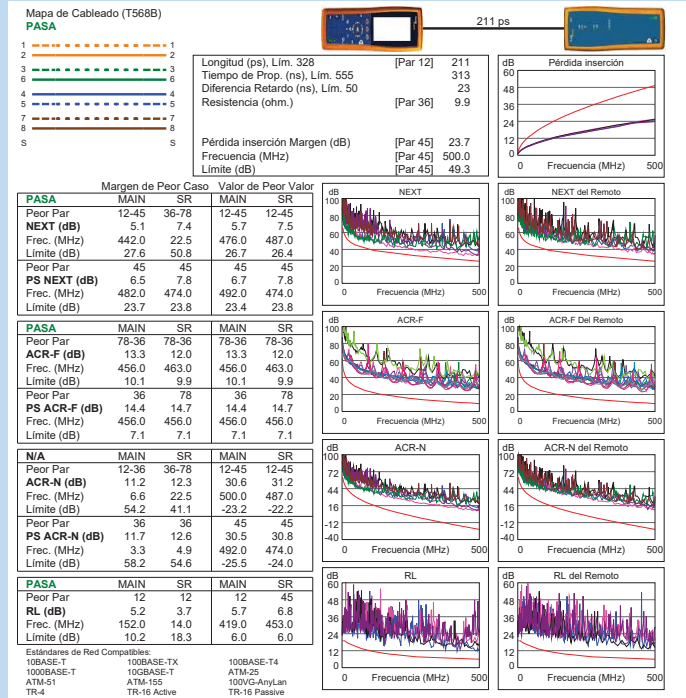 Mapa de Cableado (T568B)
PASA
1 1
2 2
3 3
6 6
4 4
5 5
7 7
8 8
S S
211 ps
Longitud (ps), Lím. 328 [Par 12] 211
Tiempo de Prop. (ns), Lím. 555 313
Diferencia Retardo (ns), Lím. 50 23
Resistencia (ohm.) [Par 36] 9.9
Pérdida inserción Margen (dB) [Par 45] 23.7
Frecuencia (MHz) [Par 45] 500.0
Límite (dB) [Par 45] 49.3
dB Pérdida inserción
60
48
36
24
12
0
0 Frecuencia (MHz) 500
Margen de Peor Caso Valor de Peor Valor
PASA MAIN SR MAIN SR
Peor Par 12-45 36-78 12-45 12-45
NEXT (dB) 5.1 7.4 5.7 7.5
Frec. (MHz) 442.0 22.5 476.0 487.0
Límite (dB) 27.6 50.8 26.7 26.4
Peor Par 45 45 45 45
PS NEXT (dB) 6.5 7.8 6.7 7.8
Frec. (MHz) 482.0 474.0 492.0 474.0
Límite (dB) 23.7 23.8 23.4 23.8
PASA MAIN SR MAIN SR
Peor Par 78-36 78-36 78-36 78-36
ACR-F (dB) 13.3 12.0 13.3 12.0
Frec. (MHz) 456.0 463.0 456.0 463.0
Límite (dB) 10.1 9.9 10.1 9.9
Peor Par 36 78 36 78
PS ACR-F (dB) 14.4 14.7 14.4 14.7
Frec. (MHz) 456.0 456.0 456.0 456.0
Límite (dB) 7.1 7.1 7.1 7.1
N/A MAIN SR MAIN SR
Peor Par 12-36 36-78 12-45 12-45
ACR-N (dB) 11.2 12.3 30.6 31.2
Frec. (MHz) 6.6 22.5 500.0 487.0
Límite (dB) 54.2 41.1 -23.2 -22.2
Peor Par 36 36 45 45
PS ACR-N (dB) 11.7 12.6 30.5 30.8
Frec. (MHz) 3.3 4.9 492.0 474.0
Límite (dB) 58.2 54.6 -25.5 -24.0
PASA MAIN SR MAIN SR
Peor Par 12 12 12 45
RL (dB) 5.2 3.7 5.7 6.8
Frec. (MHz) 152.0 14.0 419.0 453.0
Límite (dB) 10.2 18.3 6.0 6.0
Estándares de Red Compatibles:
10BASE-T 100BASE-TX 100BASE-T4
1000BASE-T 10GBASE-T ATM-25
ATM-51 ATM-155 100VG-AnyLan
TR-4 TR-16 Active TR-16 Passive
dB NEXT
100
80
60
40
20
0
0 Frecuencia (MHz) 500
dB NEXT del Remoto
100
80
60
40
20
0
0 Frecuencia (MHz) 500
dB ACR-F
100
80
60
40
20
0
0 Frecuencia (MHz) 500
dB ACR-F Del Remoto
100
80
60
40
20
0
0 Frecuencia (MHz) 500
dB ACR-N
100
72
44
16
-12
-40
0 Frecuencia (MHz) 500
dB ACR-N del Remoto
100
72
44
16
-12
-40
0 Frecuencia (MHz) 500
dB RL
60
48
36
24
12
0
0 Frecuencia (MHz) 500
dB RL del Remoto
60
48
36
24
12
0
0 Frecuencia (MHz) 500